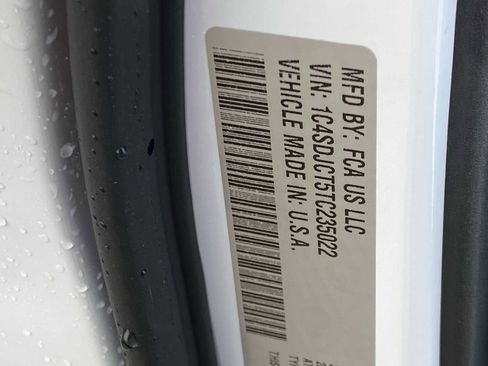 MFD BY: FCA US LLC
VIN: 1C4SDJCT5TC235022
VEHICLE MADE IN: U.S.A.